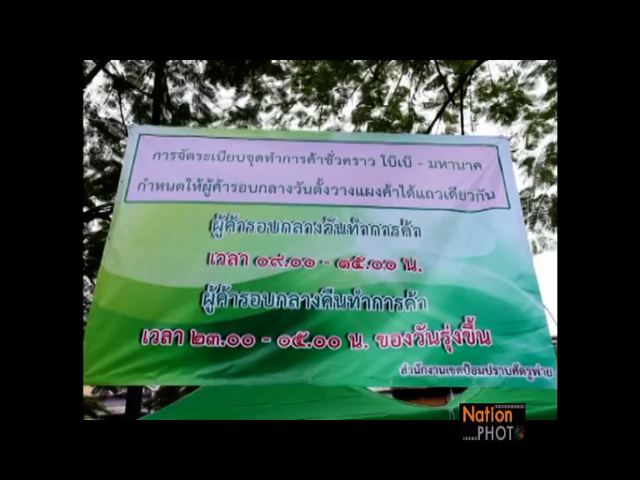 การจัดระเบียบจุดทำการค้าชั่วคราว โบ๊เบ๊ - มหานาค
กำหนดให้ผู้ค้ารอบกลางวันตั้งวางแผงค้าได้แถวเดียวกัน
ผู้ค้ารอบกลางวันทำการค้า
เวลา ๐๙.๐๐ - ๑๕.๐๐ น.
ผู้ค้ารอบกลางคืนทำการค้า
เวลา ๒๓.๐๐ - ๐๕.๐๐ น. ของวันรุ่งขึ้น
สำนักงานเขตป้อมปราบศัตรูพ่าย
Nation
PHOTO